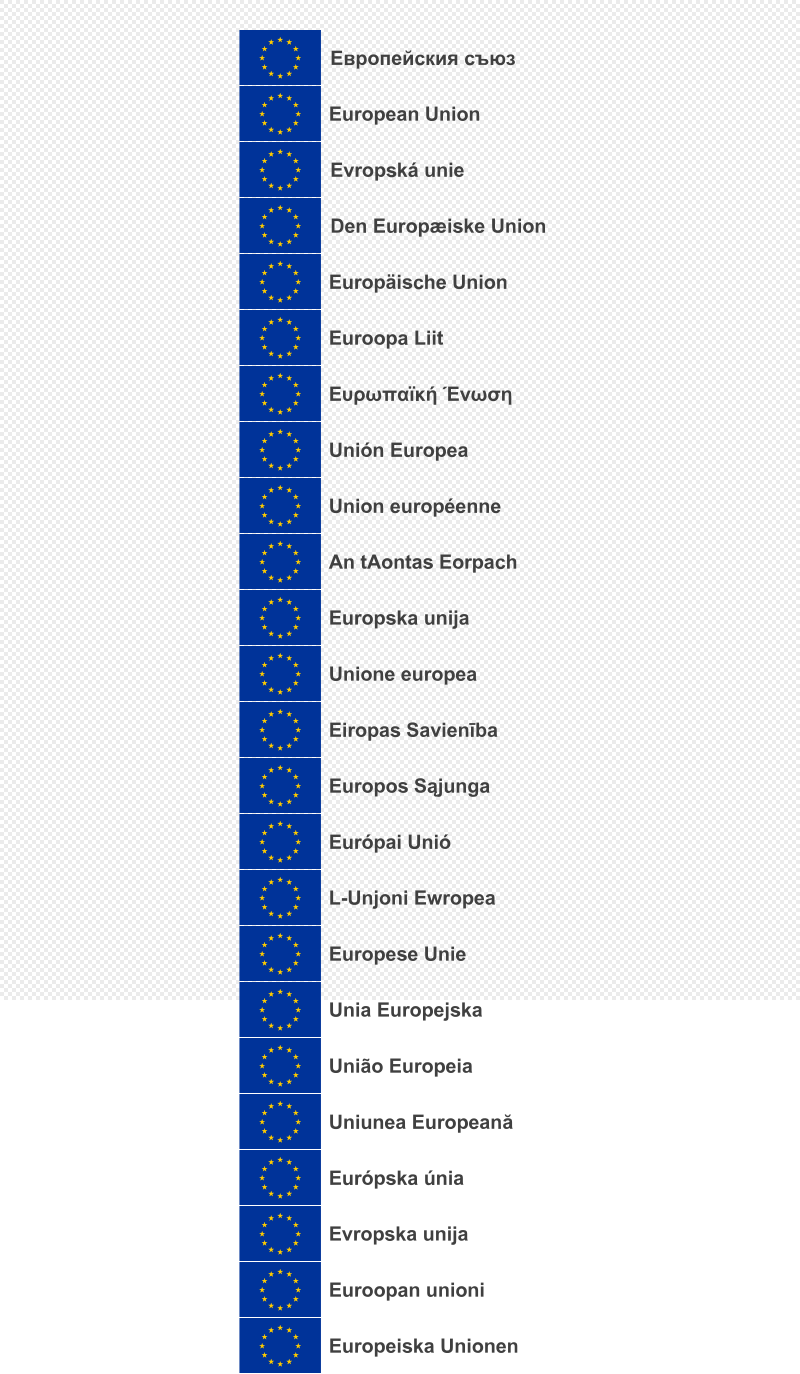 Европейския съюз
European Union
Evropská unie
Den Europæiske Union
Europäische Union
Euroopa Liit
Ευρωπαϊκή Ένωση
Unión Europea
Union européenne
An tAontas Eorpach
Europska unija
Unione europea
Eiropas Savienība
Europos Sąjunga
Európai Unió
L-Unjoni Ewropea
Europese Unie
Unia Europejska
União Europeia
Uniunea Europeană
Európska únia
Evropska unija
Euroopan unioni
Europeiska Unionen